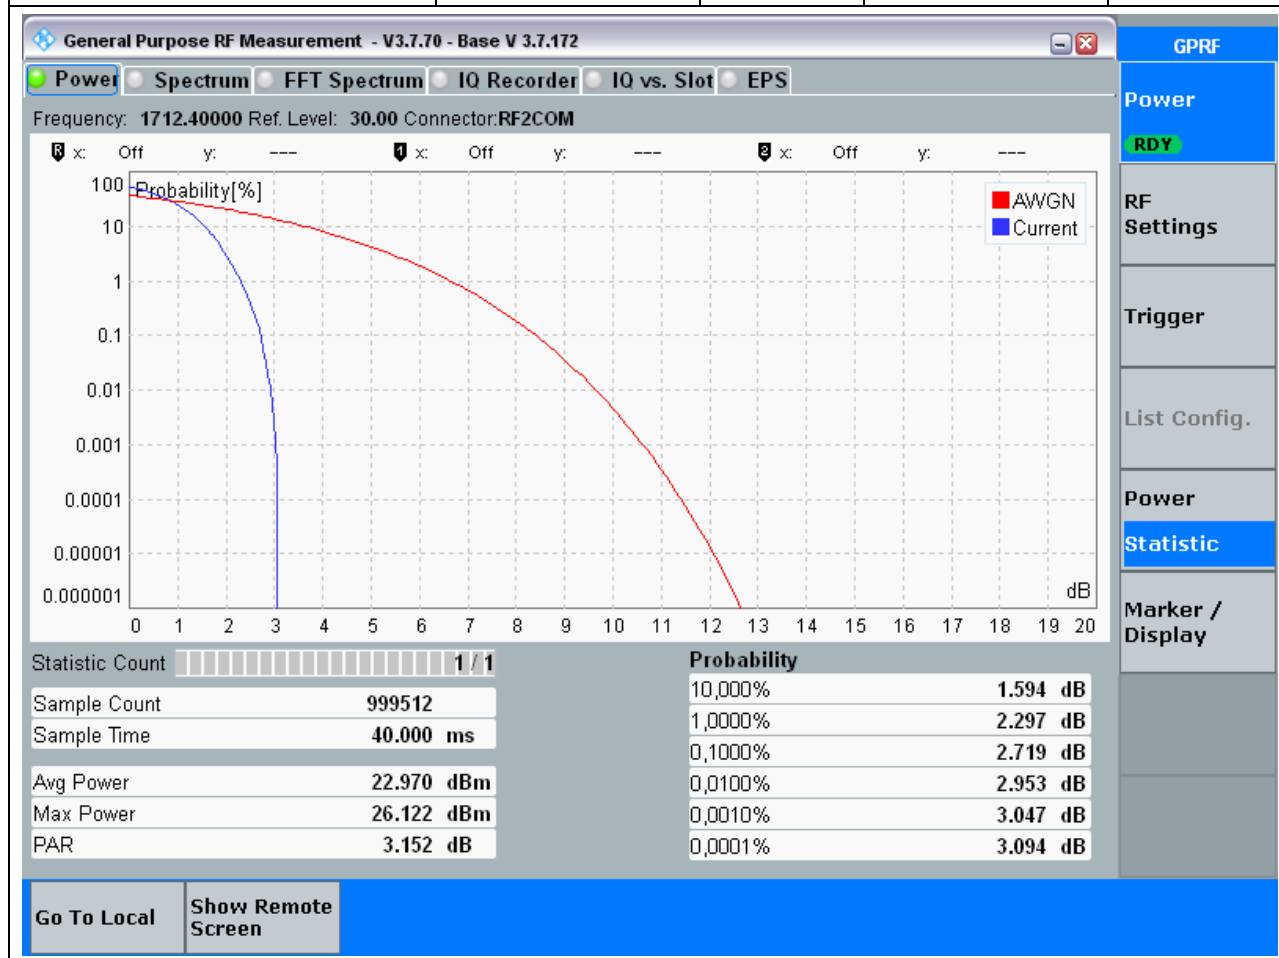 General Purpose RF Measurement - V3.7.70 - Base V 3.7.172
GPRF
Power Spectrum FFT Spectrum IQ Recorder IQ vs. Slot EPS
Frequency: 1712.40000 Ref. Level: 30.00 Connector:RF2COM
R x: Off y: --- 1 x: Off y: --- 2 x: Off y: ---
Probability[%]
AWGN
Current
100
10
1
0.1
0.01
0.001
0.0001
0.00001
0.000001
dB
0 1 2 3 4 5 6 7 8 9 10 11 12 13 14 15 16 17 18 19 20
Statistic Count 1 / 1
Sample Count 999512
Sample Time 40.000 ms
Avg Power 22.970 dBm
Max Power 26.122 dBm
PAR 3.152 dB
Probability
10,000% 1.594 dB
1,0000% 2.297 dB
0,1000% 2.719 dB
0,0100% 2.953 dB
0,0010% 3.047 dB
0,0001% 3.094 dB
Power
RDY
RF
Settings
Trigger
List Config.
Power
Statistic
Marker /
Display
Go To Local
Show Remote
Screen